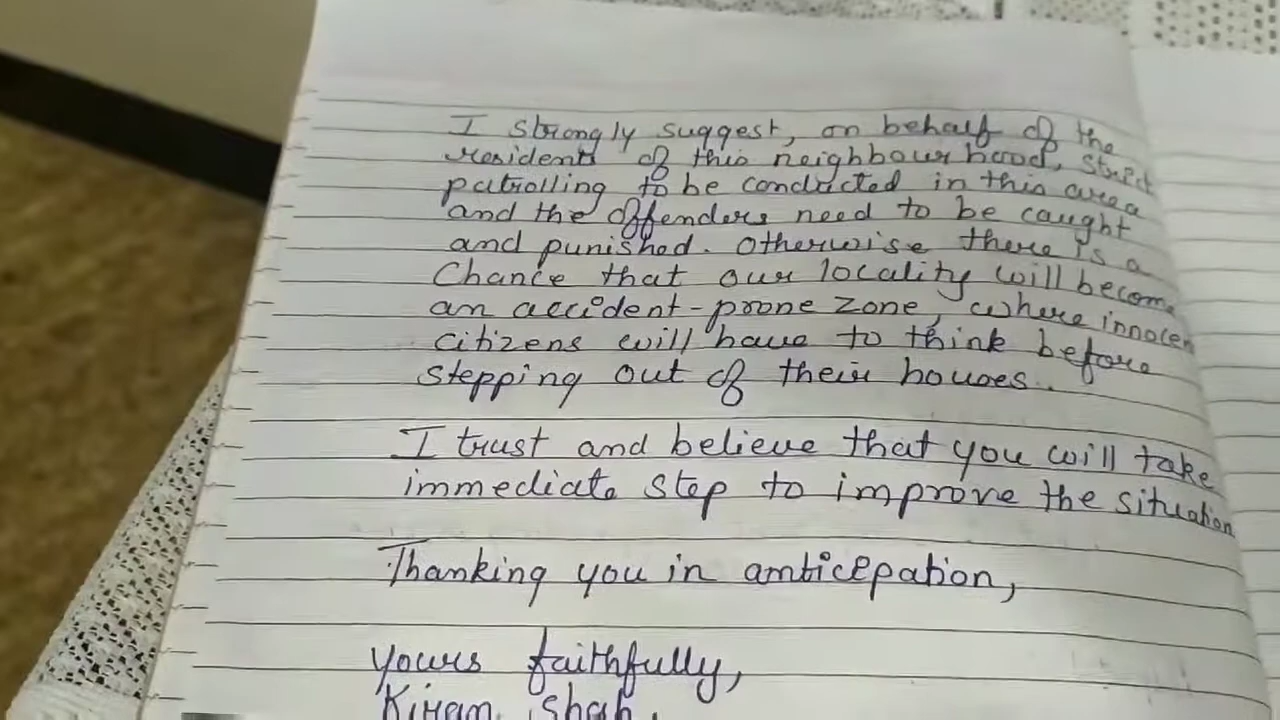 I strongly suggest, on behalf of the
residents of this neighbourhood, strict
patrolling to be conducted in this area
and the offenders need to be caught
and punished. Otherwise there is a
Chance that our locality will become
an accident-prone zone, where innocen
citizens will have to think before
stepping out of their houses.
I trust and believe that you will take
immediate step to improve the situation
Thanking you in anticipation,
yours faithfully,
Kiran Shah.